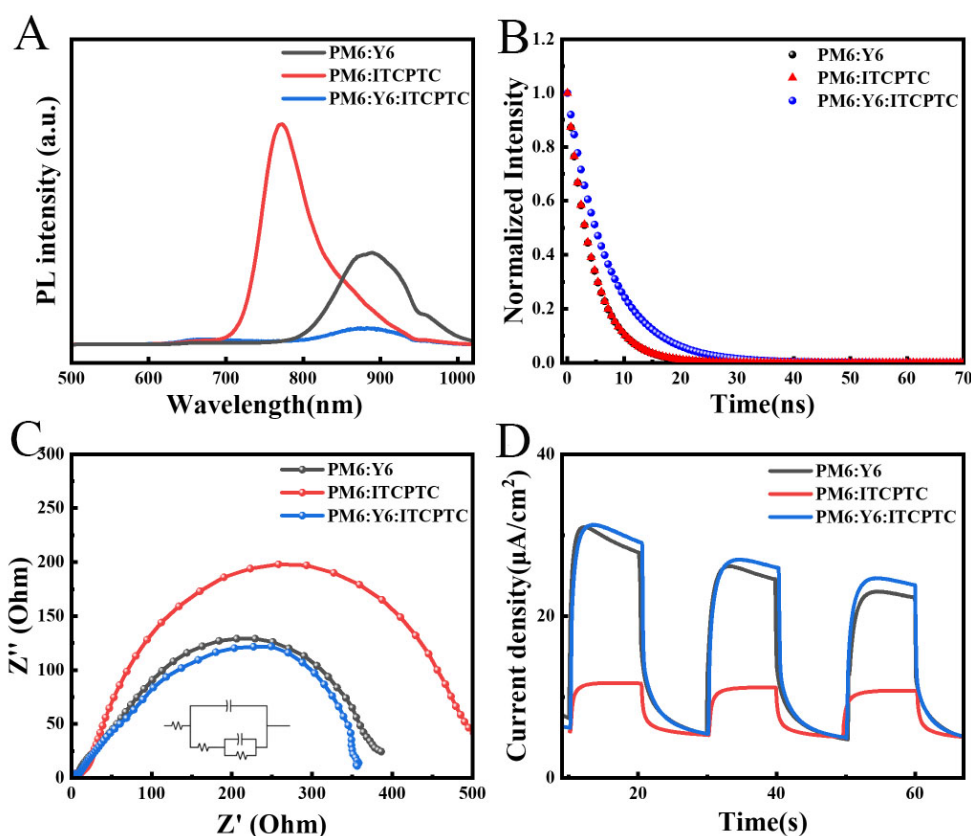 A
PL intensity (a.u.)
PM6:Y6
PM6:ITCPTC
PM6:Y6:ITCPTC
500 600 700 800 900 1000
Wavelength(nm)
B
Normalized Intensity
1.2
1.0
0.8
0.6
0.4
0.2
0.0
PM6:Y6
PM6:ITCPTC
PM6:Y6:ITCPTC
0 10 20 30 40 50 60 70
Time(ns)
C
Z'' (Ohm)
300
250
200
150
100
50
0
PM6:Y6
PM6:ITCPTC
PM6:Y6:ITCPTC
0 100 200 300 400 500
Z' (Ohm)
D
Current density(μA/cm²)
40
30
20
10
0
PM6:Y6
PM6:ITCPTC
PM6:Y6:ITCPTC
20 40 60
Time(s)